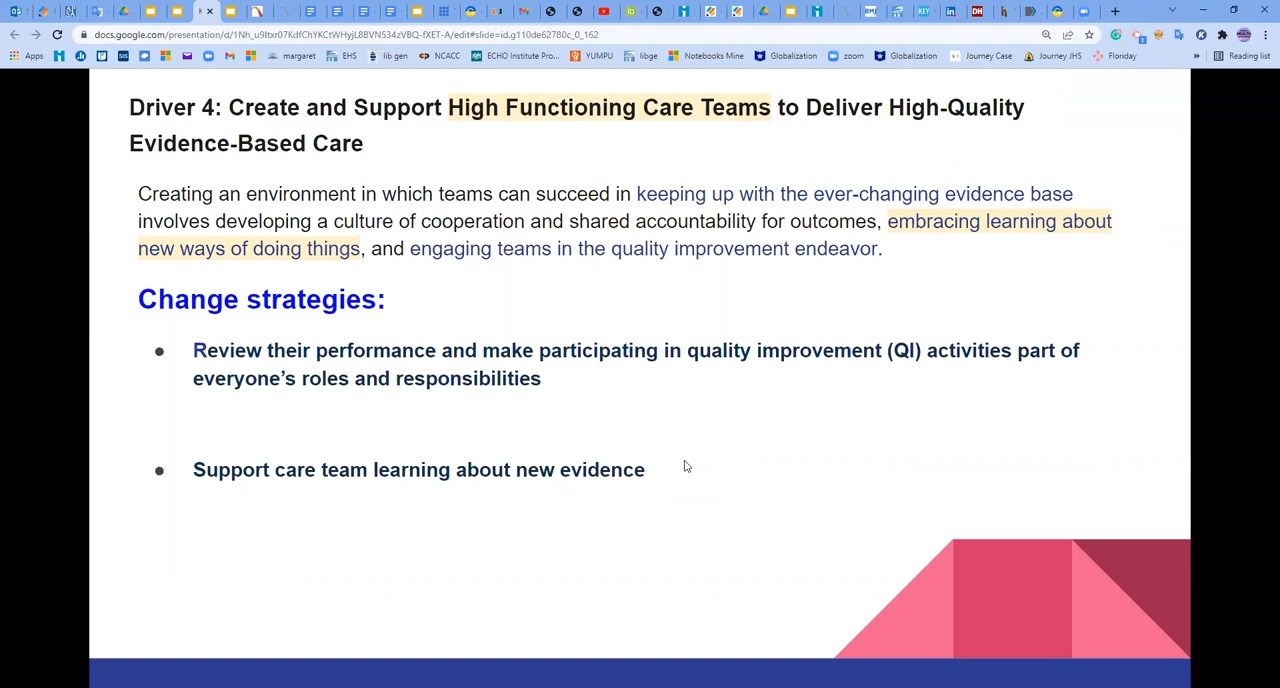 docs.google.com/presentation/d/1Nh_u9Itxr07KdfChYKCtWHyjL8BVN534zVBQ-fXET-A/edit#slide=id.g110de62780c_0_162
Apps SIS margaret EHS lib gen NCACC ECHO Institute Pro... YUMPU libge Notebooks Mine Globalization zoom Globalization Journey Case Journey JHS Floriday » Reading list
Driver 4: Create and Support High Functioning Care Teams to Deliver High-Quality
Evidence-Based Care
Creating an environment in which teams can succeed in keeping up with the ever-changing evidence base
involves developing a culture of cooperation and shared accountability for outcomes, embracing learning about
new ways of doing things, and engaging teams in the quality improvement endeavor.
Change strategies:
● Review their performance and make participating in quality improvement (QI) activities part of
everyone's roles and responsibilities
● Support care team learning about new evidence